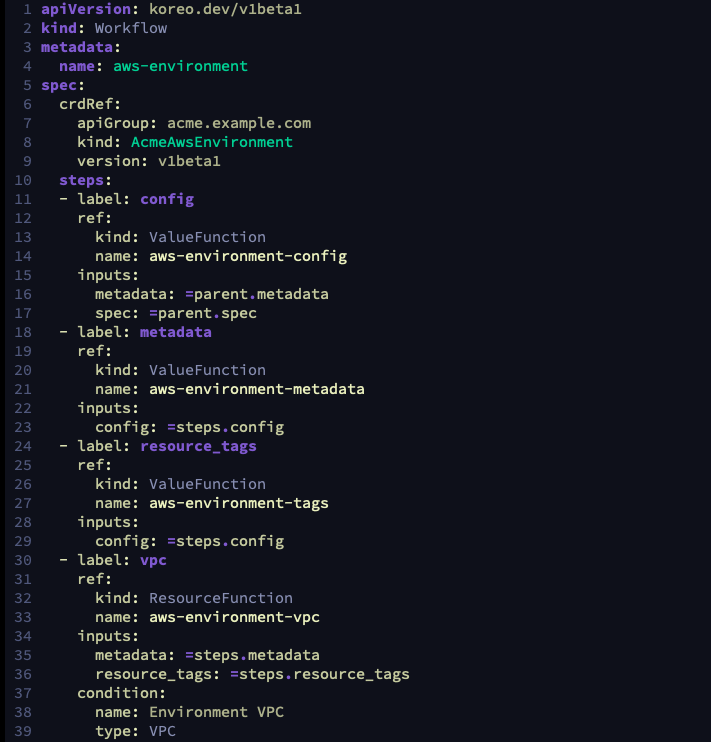 1 apiVersion: koreo.dev/v1beta1
2 kind: Workflow
3 metadata:
4   name: aws-environment
5 spec:
6   crdRef:
7     apiGroup: acme.example.com
8     kind: AcmeAwsEnvironment
9     version: v1beta1
10   steps:
11   - label: config
12     ref:
13       kind: ValueFunction
14       name: aws-environment-config
15     inputs:
16       metadata: =parent.metadata
17       spec: =parent.spec
18   - label: metadata
19     ref:
20       kind: ValueFunction
21       name: aws-environment-metadata
22     inputs:
23       config: =steps.config
24   - label: resource_tags
25     ref:
26       kind: ValueFunction
27       name: aws-environment-tags
28     inputs:
29       config: =steps.config
30   - label: vpc
31     ref:
32       kind: ResourceFunction
33       name: aws-environment-vpc
34     inputs:
35       metadata: =steps.metadata
36       resource_tags: =steps.resource_tags
37     condition:
38       name: Environment VPC
39       type: VPC